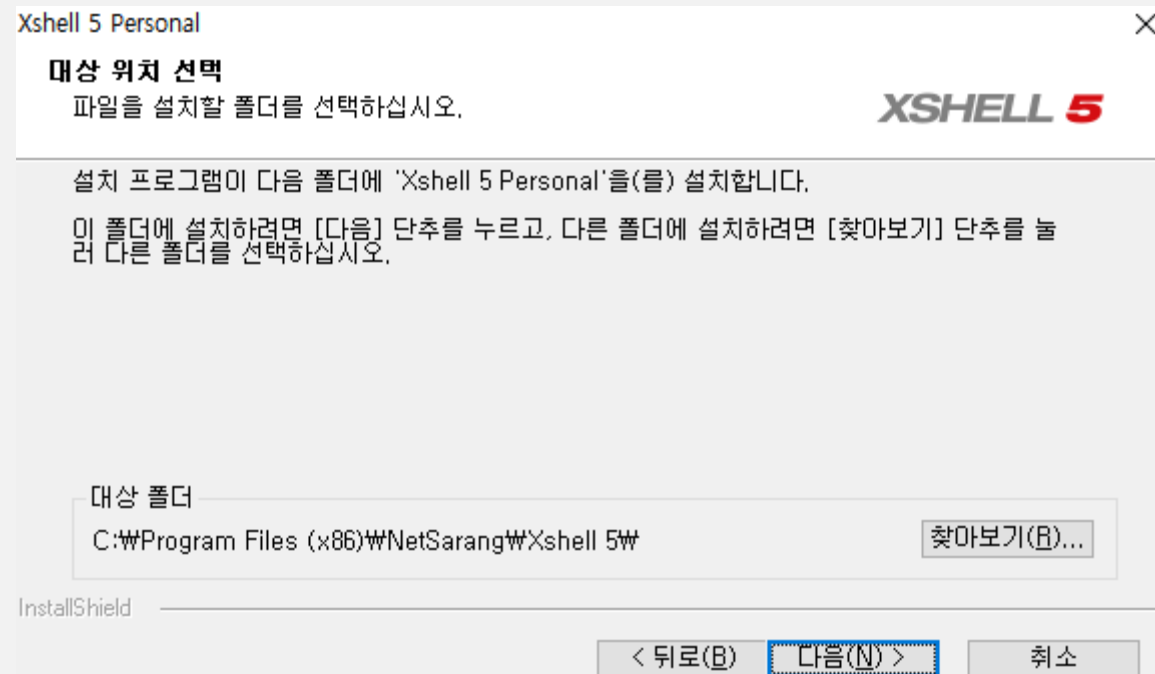 Xshell 5 Personal
대상 위치 선택
파일을 설치할 폴더를 선택하십시오.
XSHELL 5
설치 프로그램이 다음 폴더에 'Xshell 5 Personal'을(를) 설치합니다.
이 폴더에 설치하려면 [다음] 단추를 누르고, 다른 폴더에 설치하려면 [찾아보기] 단추를 눌
러 다른 폴더를 선택하십시오.
대상 폴더
C:₩Program Files (x86)₩NetSarang₩Xshell 5₩
찾아보기(R)...
InstallShield
< 뒤로(B)
다음(N) >
취소